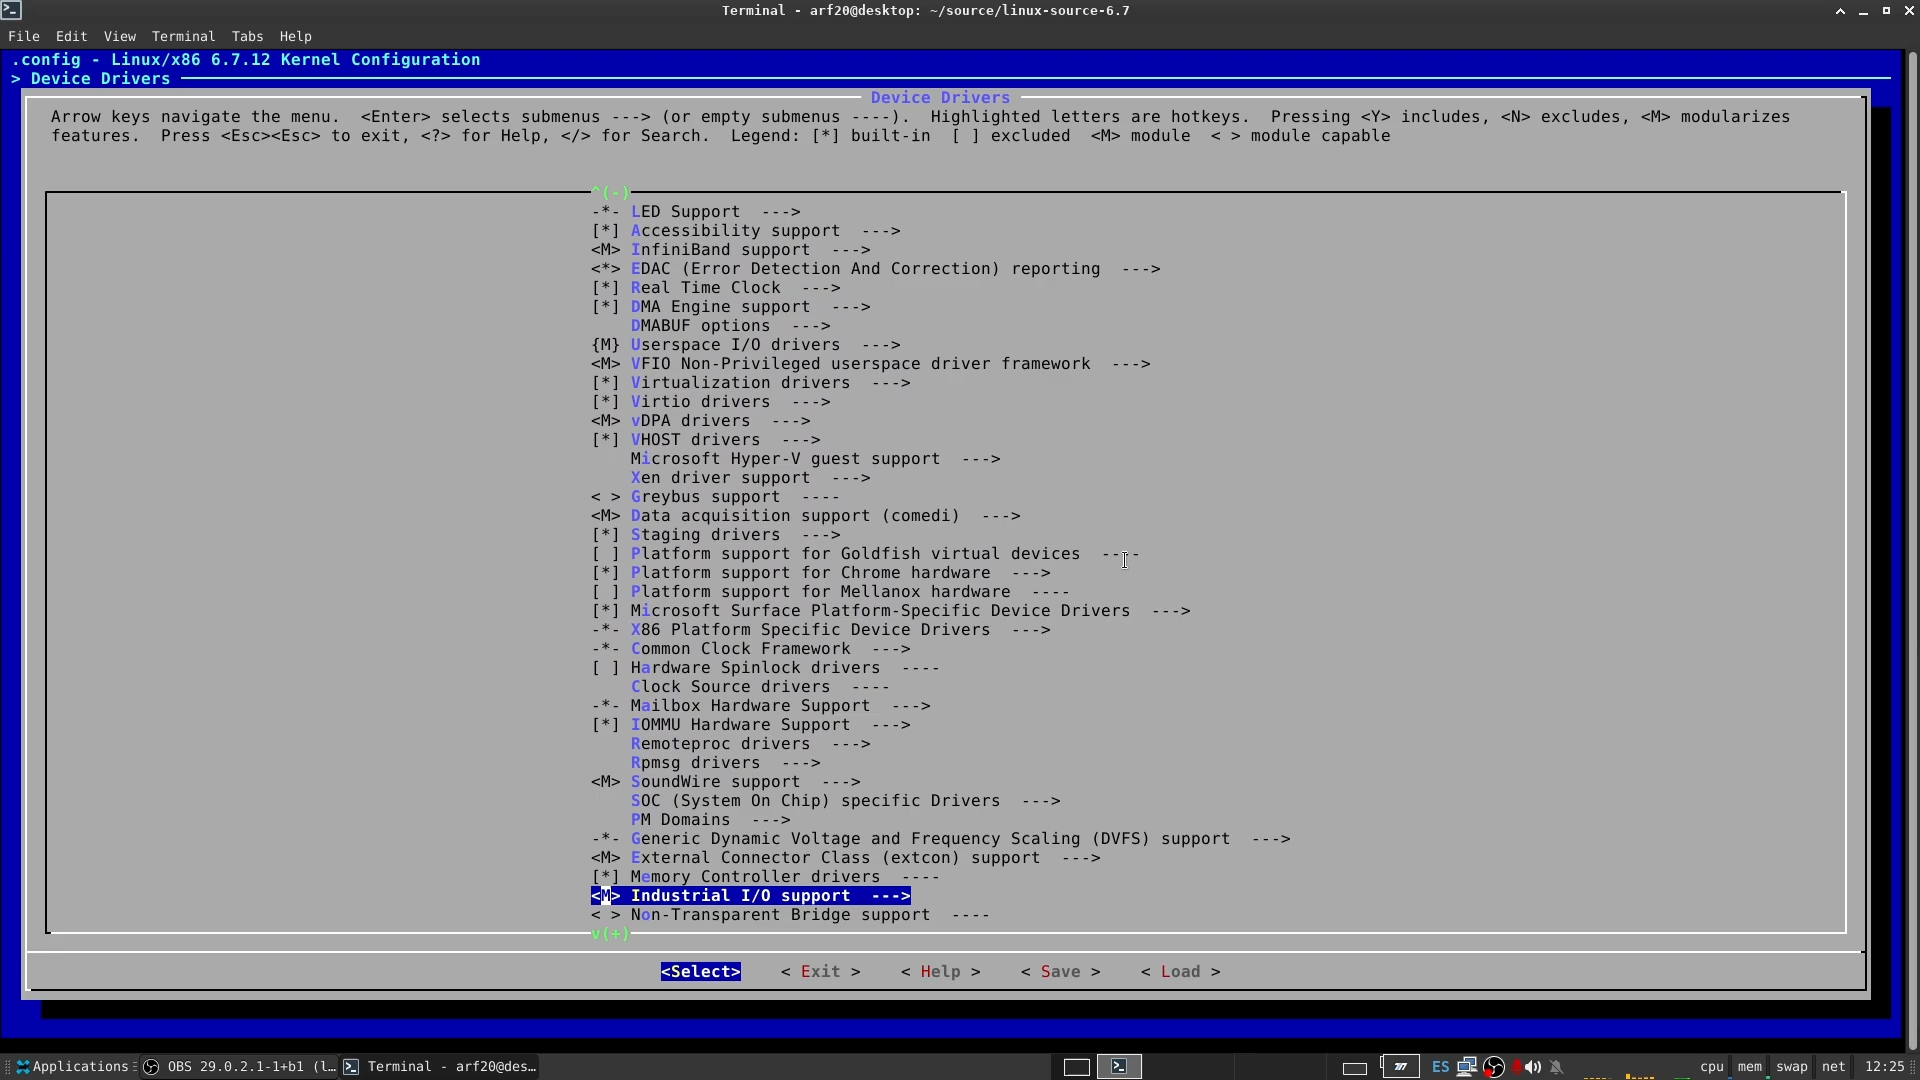 Terminal - arf20@desktop: ~/source/linux-source-6.7
File Edit View Terminal Tabs Help
.config - Linux/x86 6.7.12 Kernel Configuration
> Device Drivers
Device Drivers
Arrow keys navigate the menu.  <Enter> selects submenus ---> (or empty submenus ----).  Highlighted letters are hotkeys.  Pressing <Y> includes, <N> excludes, <M> modularizes
features.  Press <Esc><Esc> to exit, <?> for Help, </> for Search.  Legend: [*] built-in  [ ] excluded  <M> module  < > module capable
^(-)
-*- LED Support  --->
[*] Accessibility support  --->
<M> InfiniBand support  --->
<*> EDAC (Error Detection And Correction) reporting  --->
[*] Real Time Clock  --->
[*] DMA Engine support  --->
DMABUF options  --->
{M} Userspace I/O drivers  --->
<M> VFIO Non-Privileged userspace driver framework  --->
[*] Virtualization drivers  --->
[*] Virtio drivers  --->
<M> vDPA drivers  --->
[*] VHOST drivers  --->
Microsoft Hyper-V guest support  --->
Xen driver support  --->
< > Greybus support  ----
<M> Data acquisition support (comedi)  --->
[*] Staging drivers  --->
[ ] Platform support for Goldfish virtual devices  ----
[*] Platform support for Chrome hardware  --->
[ ] Platform support for Mellanox hardware  ----
[*] Microsoft Surface Platform-Specific Device Drivers  --->
-*- X86 Platform Specific Device Drivers  --->
-*- Common Clock Framework  --->
[ ] Hardware Spinlock drivers  ----
Clock Source drivers  ----
-*- Mailbox Hardware Support  --->
[*] IOMMU Hardware Support  --->
Remoteproc drivers  --->
Rpmsg drivers  --->
<M> SoundWire support  --->
SOC (System On Chip) specific Drivers  --->
PM Domains  --->
-*- Generic Dynamic Voltage and Frequency Scaling (DVFS) support  --->
<M> External Connector Class (extcon) support  --->
[*] Memory Controller drivers  ----
<M> Industrial I/O support  --->
< > Non-Transparent Bridge support  ----
v(+)
<Select>    < Exit >    < Help >    < Save >    < Load >
Applications OBS 29.0.2.1-1+b1 (l... Terminal - arf20@des... ES cpu mem swap net 12:25